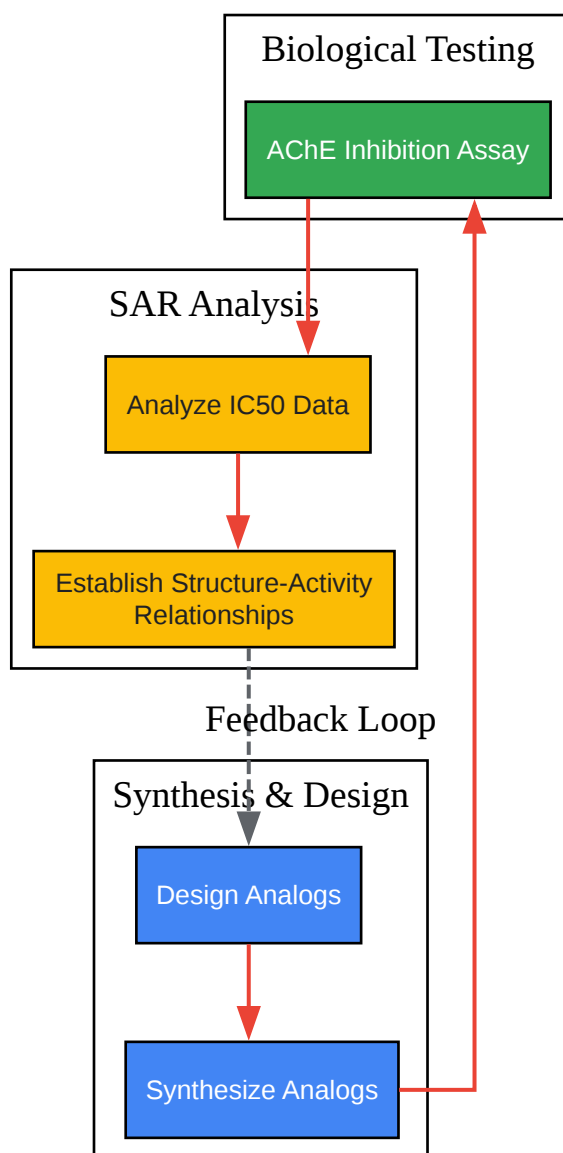 Biological Testing
AChE Inhibition Assay
SAR Analysis
Analyze IC50 Data
Establish Structure-Activity
Relationships
Feedback Loop
Synthesis & Design
Design Analogs
Synthesize Analogs